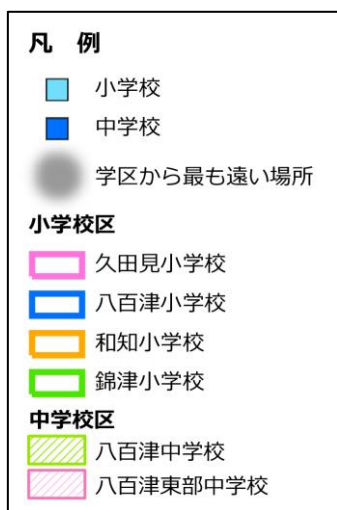 凡　例
小学校
中学校
学区から最も遠い場所
小学校区
久田見小学校
八百津小学校
和知小学校
錦津小学校
中学校区
八百津中学校
八百津東部中学校